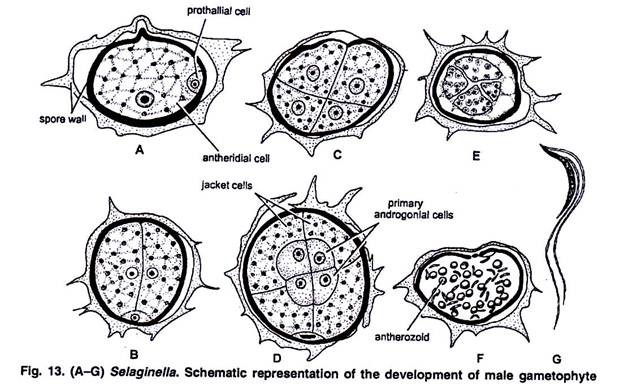 prothallial cell
spore wall
A
antheridial cell
C
E
jacket cells
primary
androgonial cells
B
D
antherozoid
F
G
Fig. 13. (A–G) Selaginella. Schematic representation of the development of male gametophyte